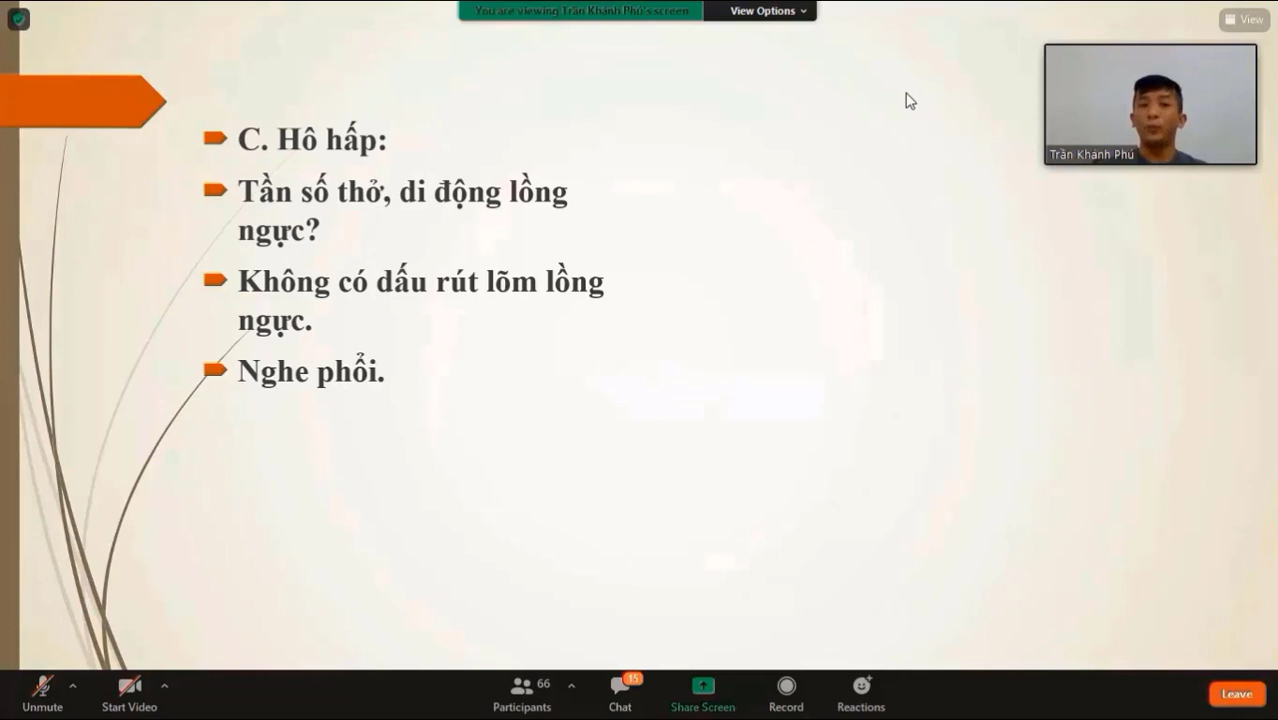 You are viewing Trần Khánh Phú's screen
View Options
View
C. Hô hấp:
Tần số thở, di động lồng
ngực?
Không có dấu rút lõm lồng
ngực.
Nghe phổi.
Trần Khánh Phú
Unmute
Start Video
66
Participants
15
Chat
Share Screen
Record
Reactions
Leave